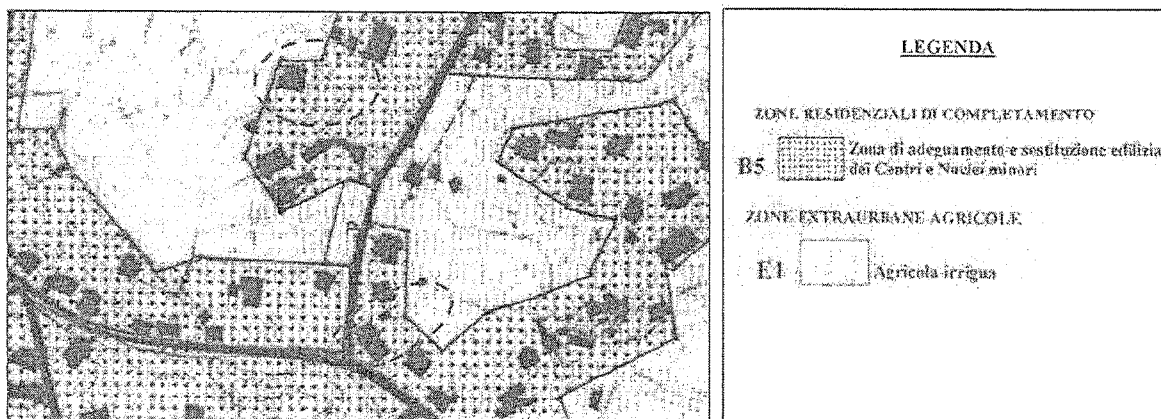 LEGENDA
ZONE RESIDENZIALI DI COMPLETAMENTO
B5 Zona di adeguamento e sostituzione edilizia
dei Centri e Nuclei minori
ZONE EXTRAURBANE AGRICOLE
E1 Agricola irrigua